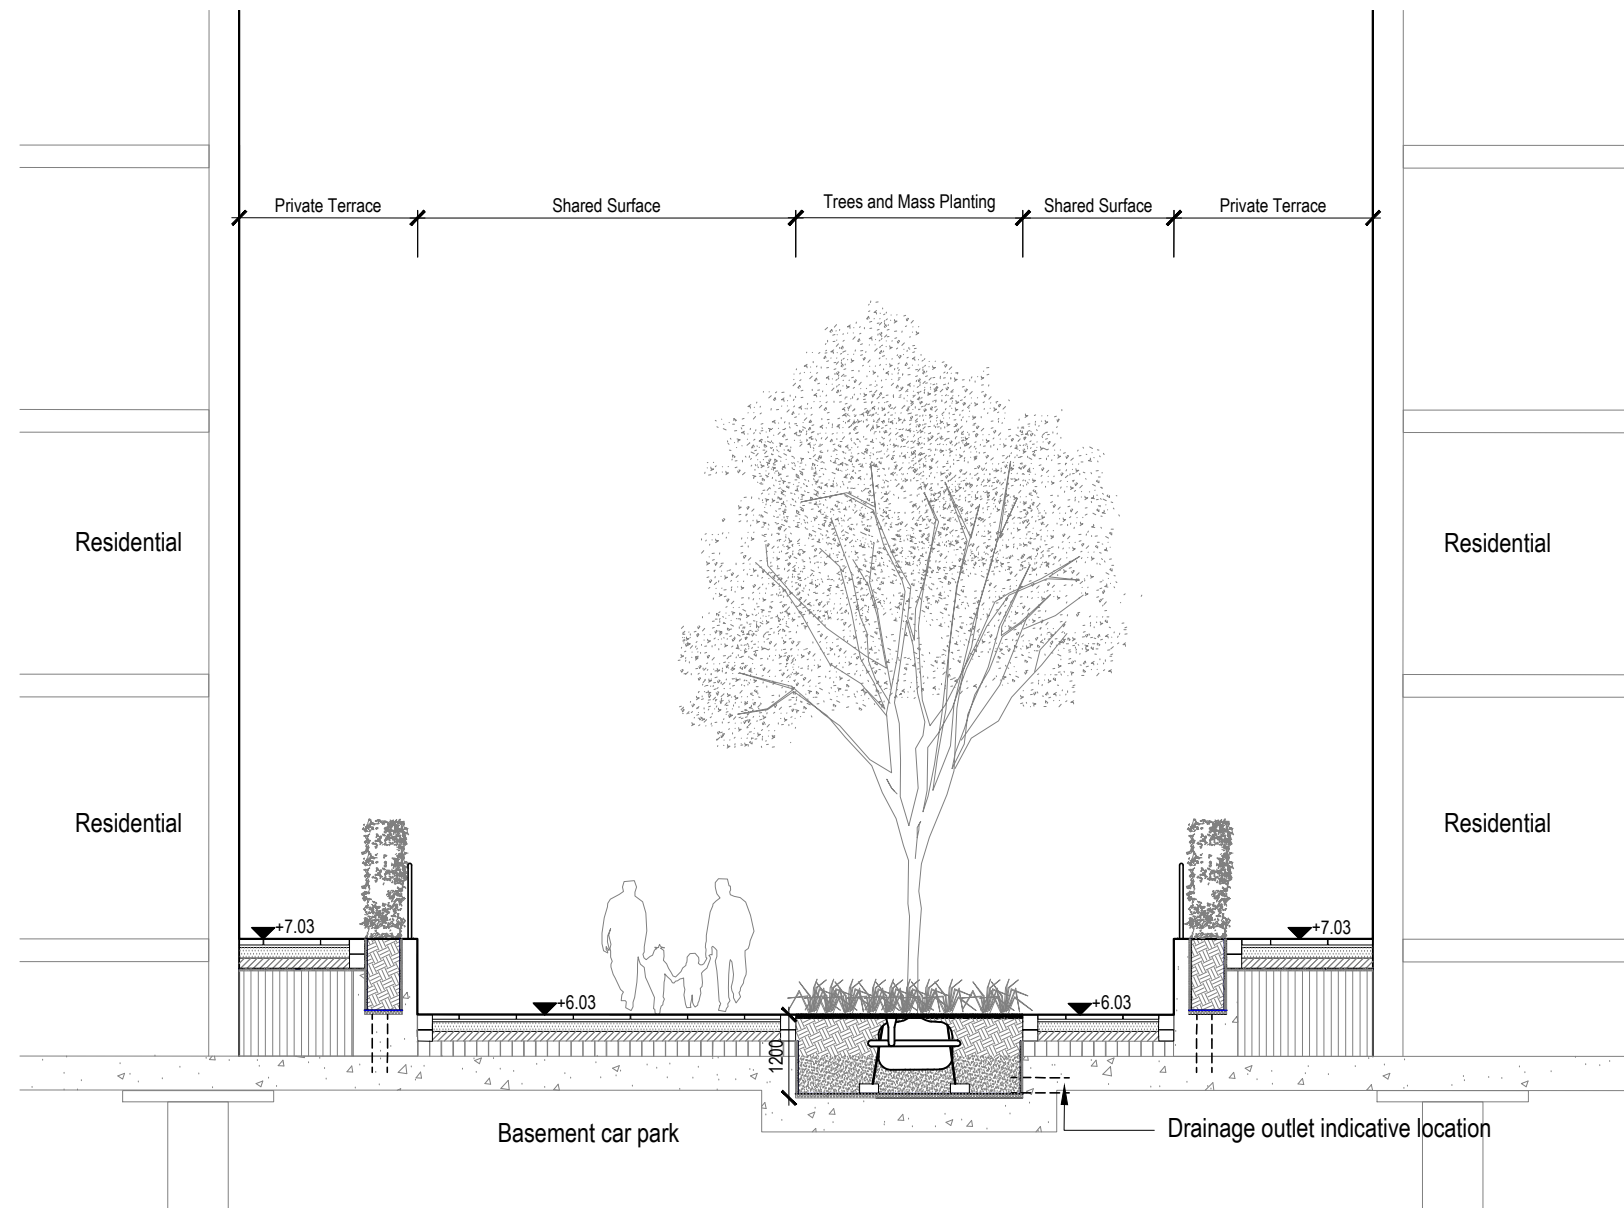 Private Terrace
Shared Surface
Trees and Mass Planting
Shared Surface
Private Terrace
Residential
Residential
Residential
Residential
+7.03
+7.03
+6.03
+6.03
1200
Basement car park
Drainage outlet indicative location